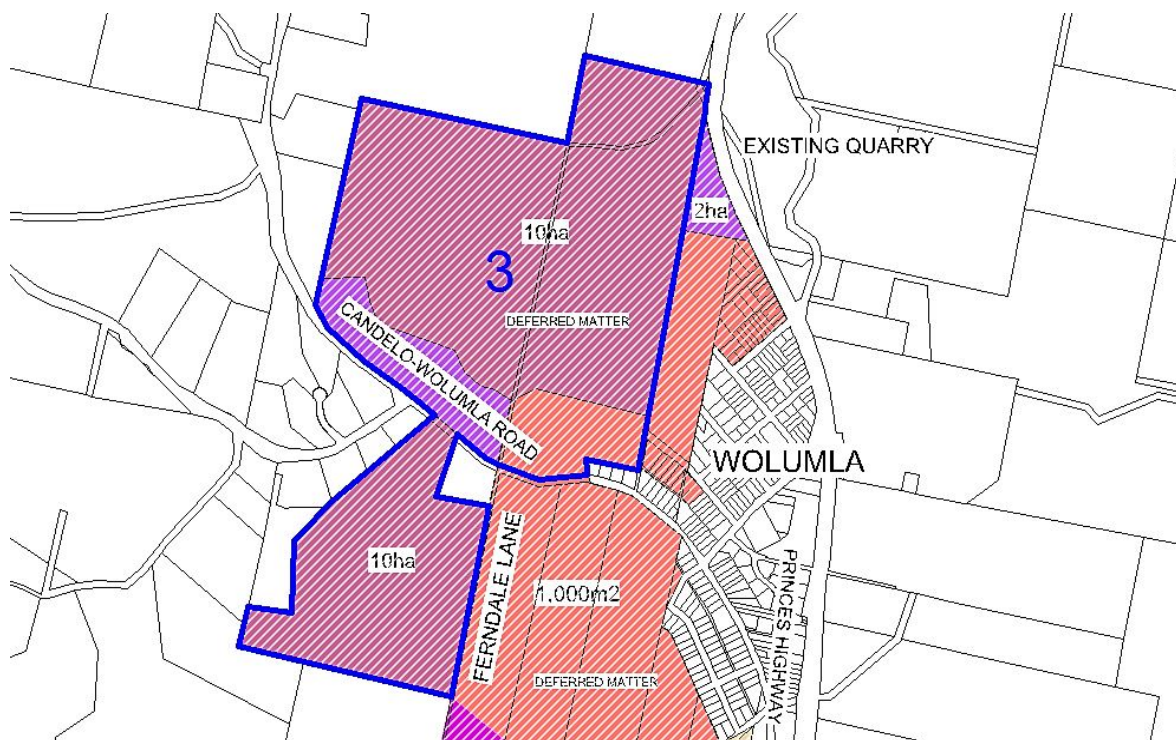 EXISTING QUARRY
2ha
10ha
3
CANDELO-WOLUMLA ROAD
DEFERRED MATTER
WOLUMLA
10ha
FERNDALE LANE
1,000m2
PRINCES HIGHWAY
DEFERRED MATTER